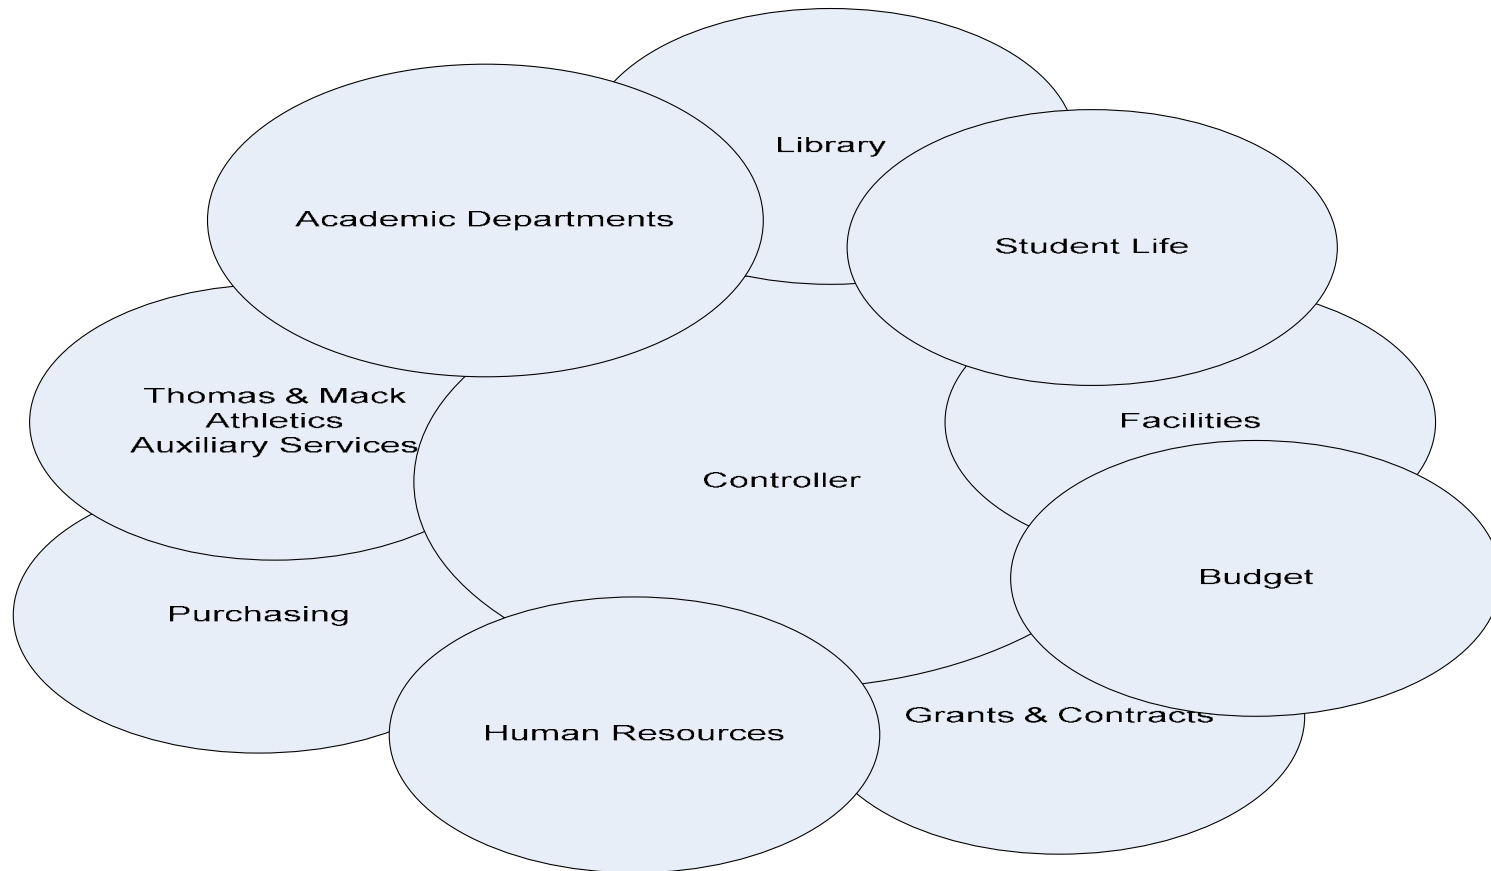 Library
Academic Departments
Student Life
Thomas & Mack
Athletics
Auxiliary Services
Facilities
Controller
Budget
Purchasing
Grants & Contracts
Human Resources